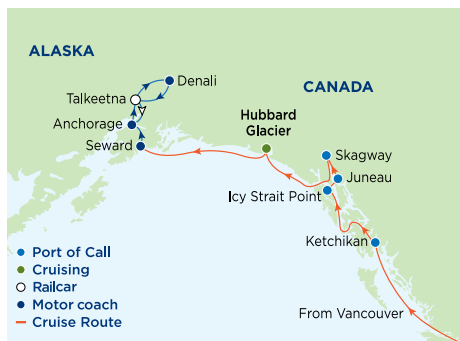 ALASKA
Denali
CANADA
Talkeetna
Hubbard
Glacier
Anchorage
Seward
Skagway
Juneau
Icy Strait Point
Ketchikan
Port of Call
Cruising
Railcar
Motor coach
Cruise Route
From Vancouver